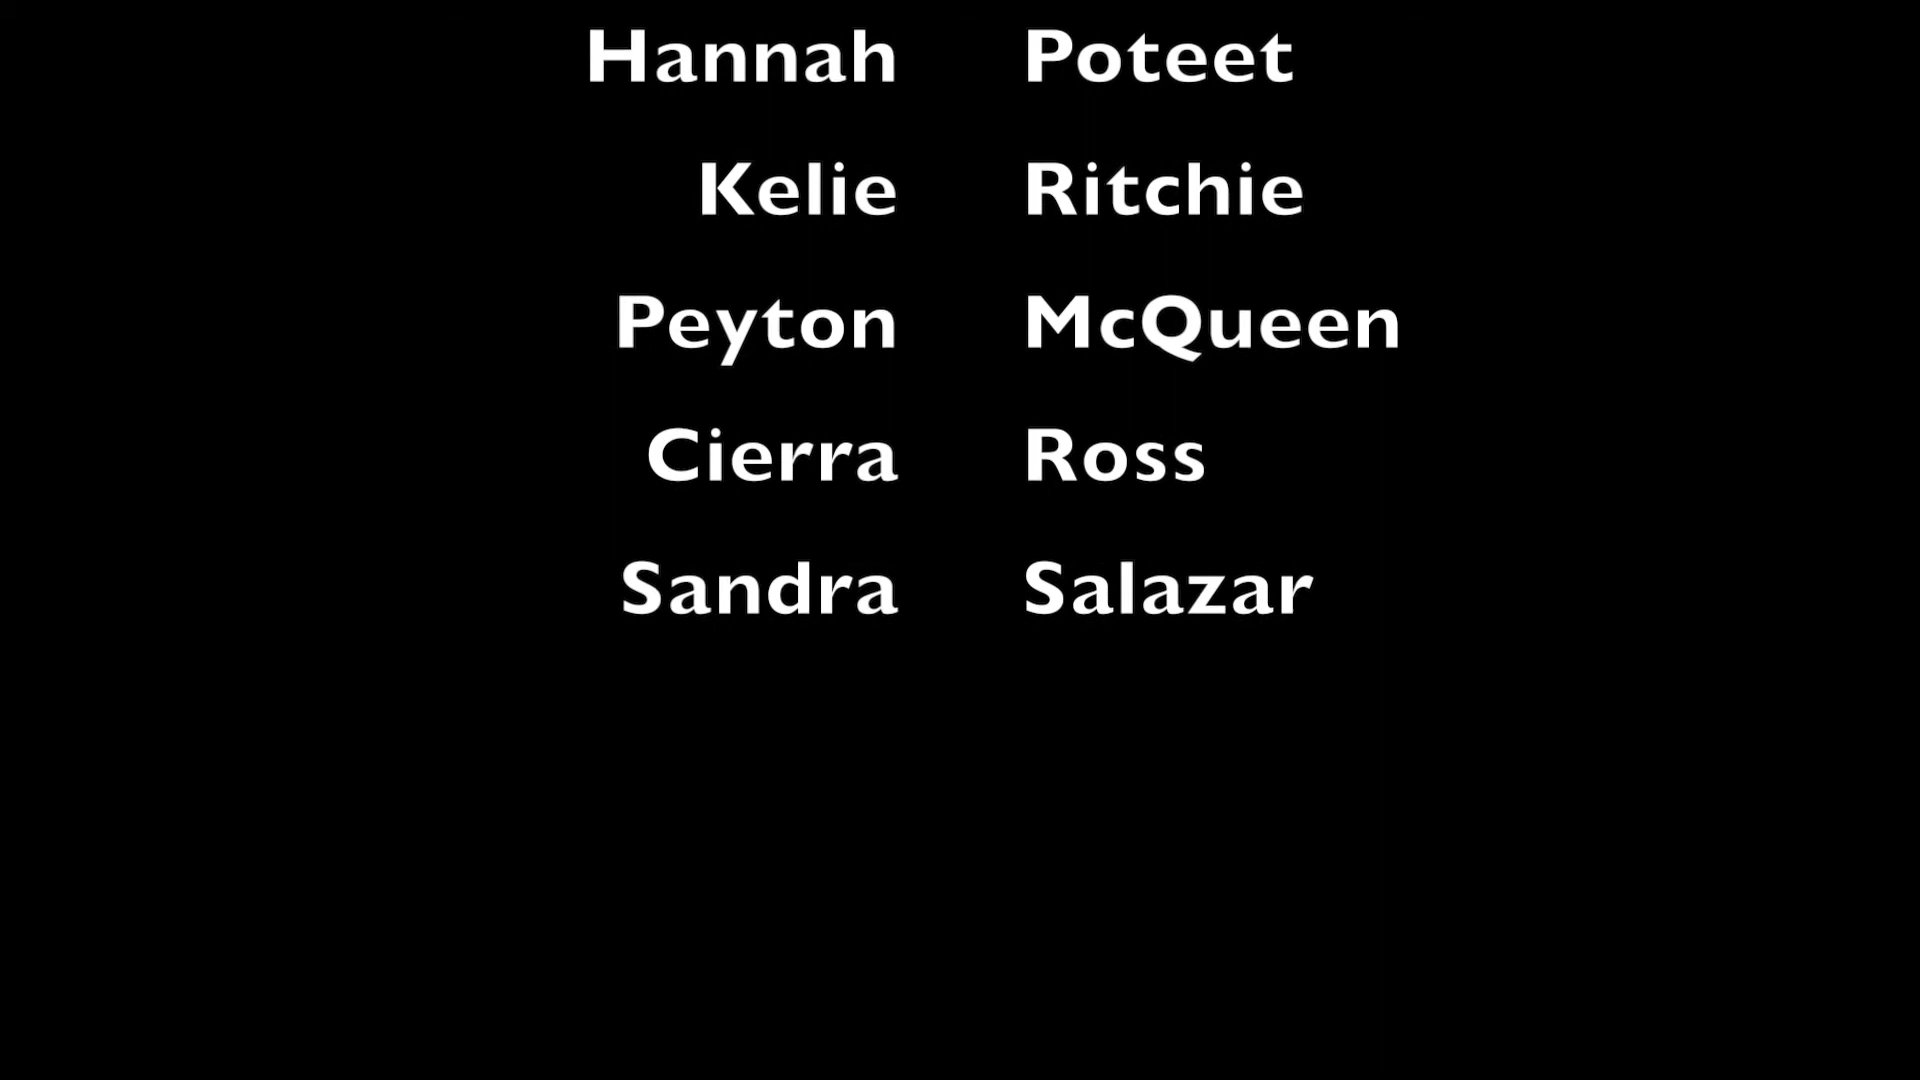 Hannah Poteet
Kelie Ritchie
Peyton McQueen
Cierra Ross
Sandra Salazar